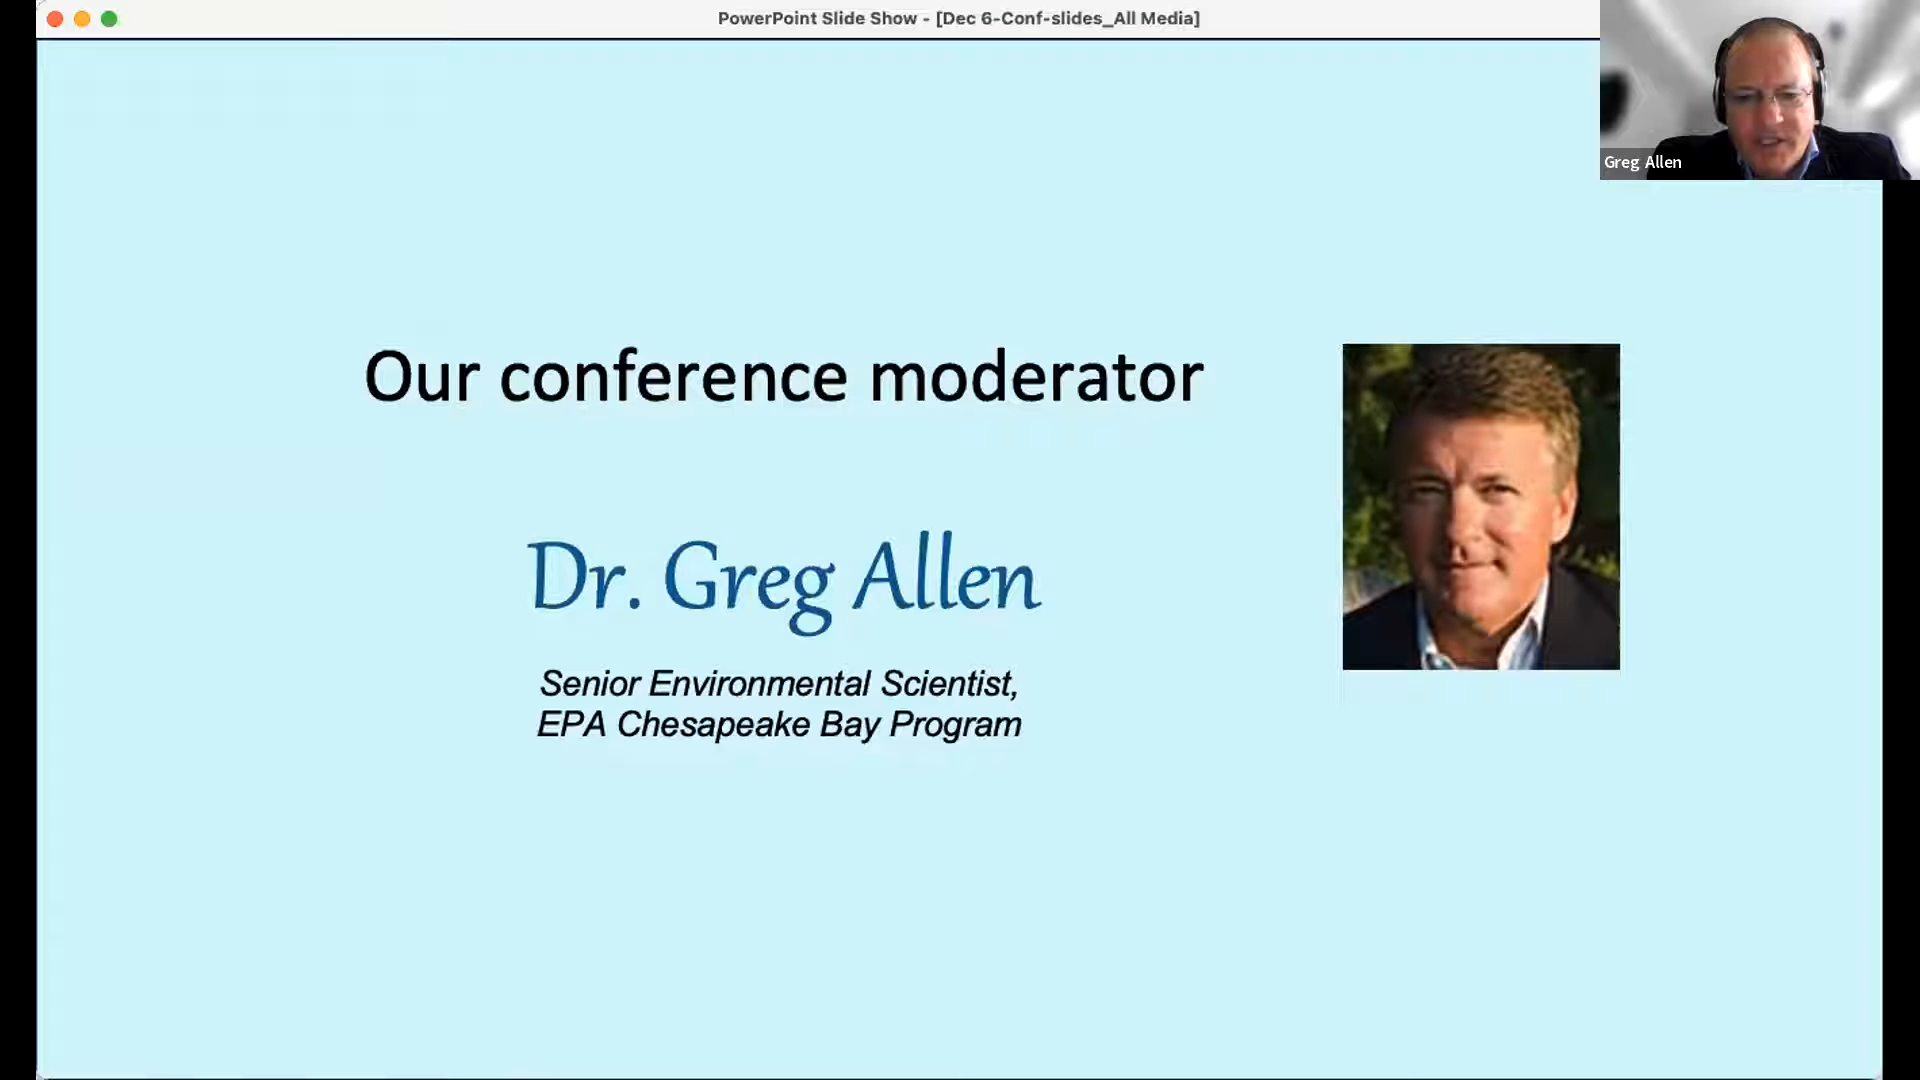 PowerPoint Slide Show - [Dec 6-Conf-slides_All Media]
Greg Allen
Our conference moderator
Dr. Greg Allen
Senior Environmental Scientist,
EPA Chesapeake Bay Program